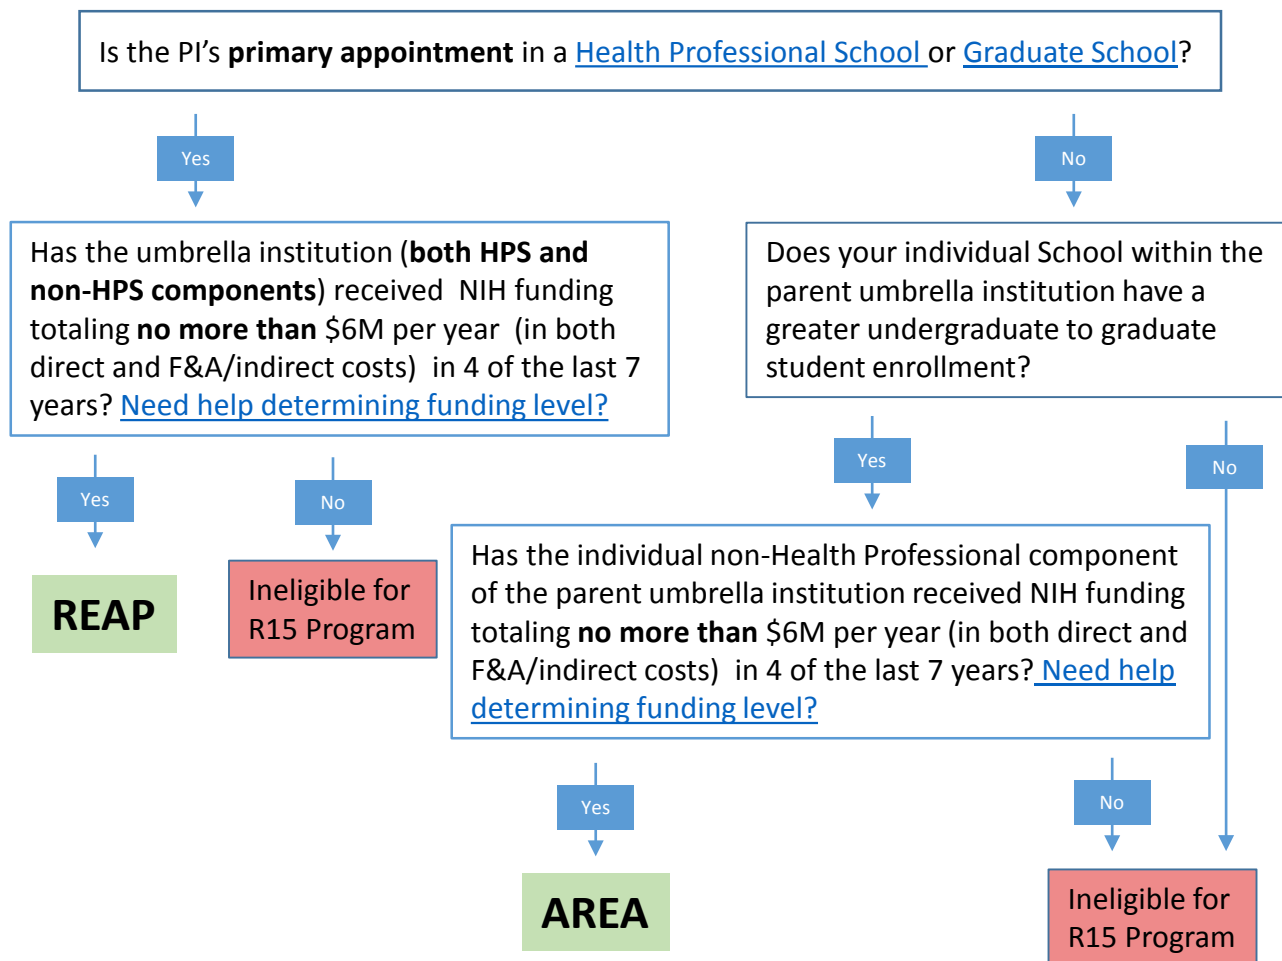 Is the PI's primary appointment in a Health Professional School or Graduate School?
Yes
No
Has the umbrella institution (both HPS and
non-HPS components) received NIH funding
totaling no more than $6M per year (in both
direct and F&A/indirect costs) in 4 of the last 7
years? Need help determining funding level?
Does your individual School within the
parent umbrella institution have a
greater undergraduate to graduate
student enrollment?
Yes
No
Yes
No
REAP
Ineligible for
R15 Program
Has the individual non-Health Professional component
of the parent umbrella institution received NIH funding
totaling no more than $6M per year (in both direct and
F&A/indirect costs) in 4 of the last 7 years? Need help
determining funding level?
Yes
No
AREA
Ineligible for
R15 Program